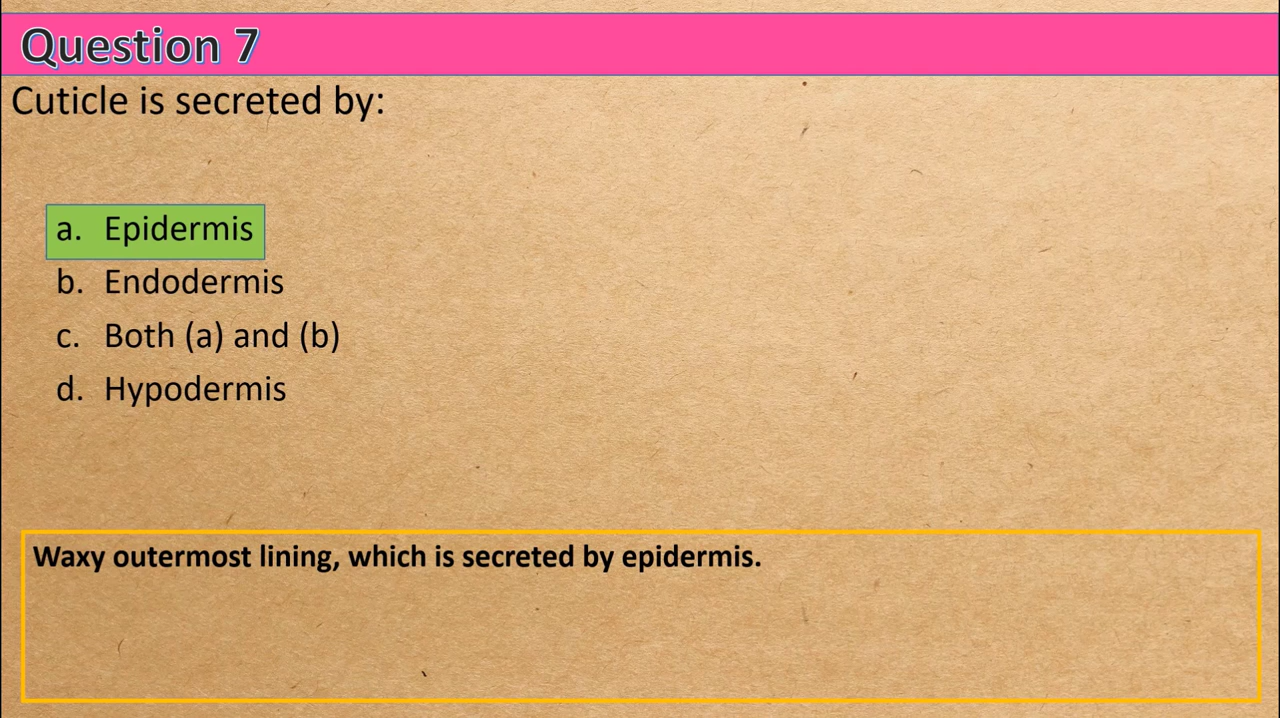 Question 7
Cuticle is secreted by:
a. Epidermis
b. Endodermis
c. Both (a) and (b)
d. Hypodermis
Waxy outermost lining, which is secreted by epidermis.